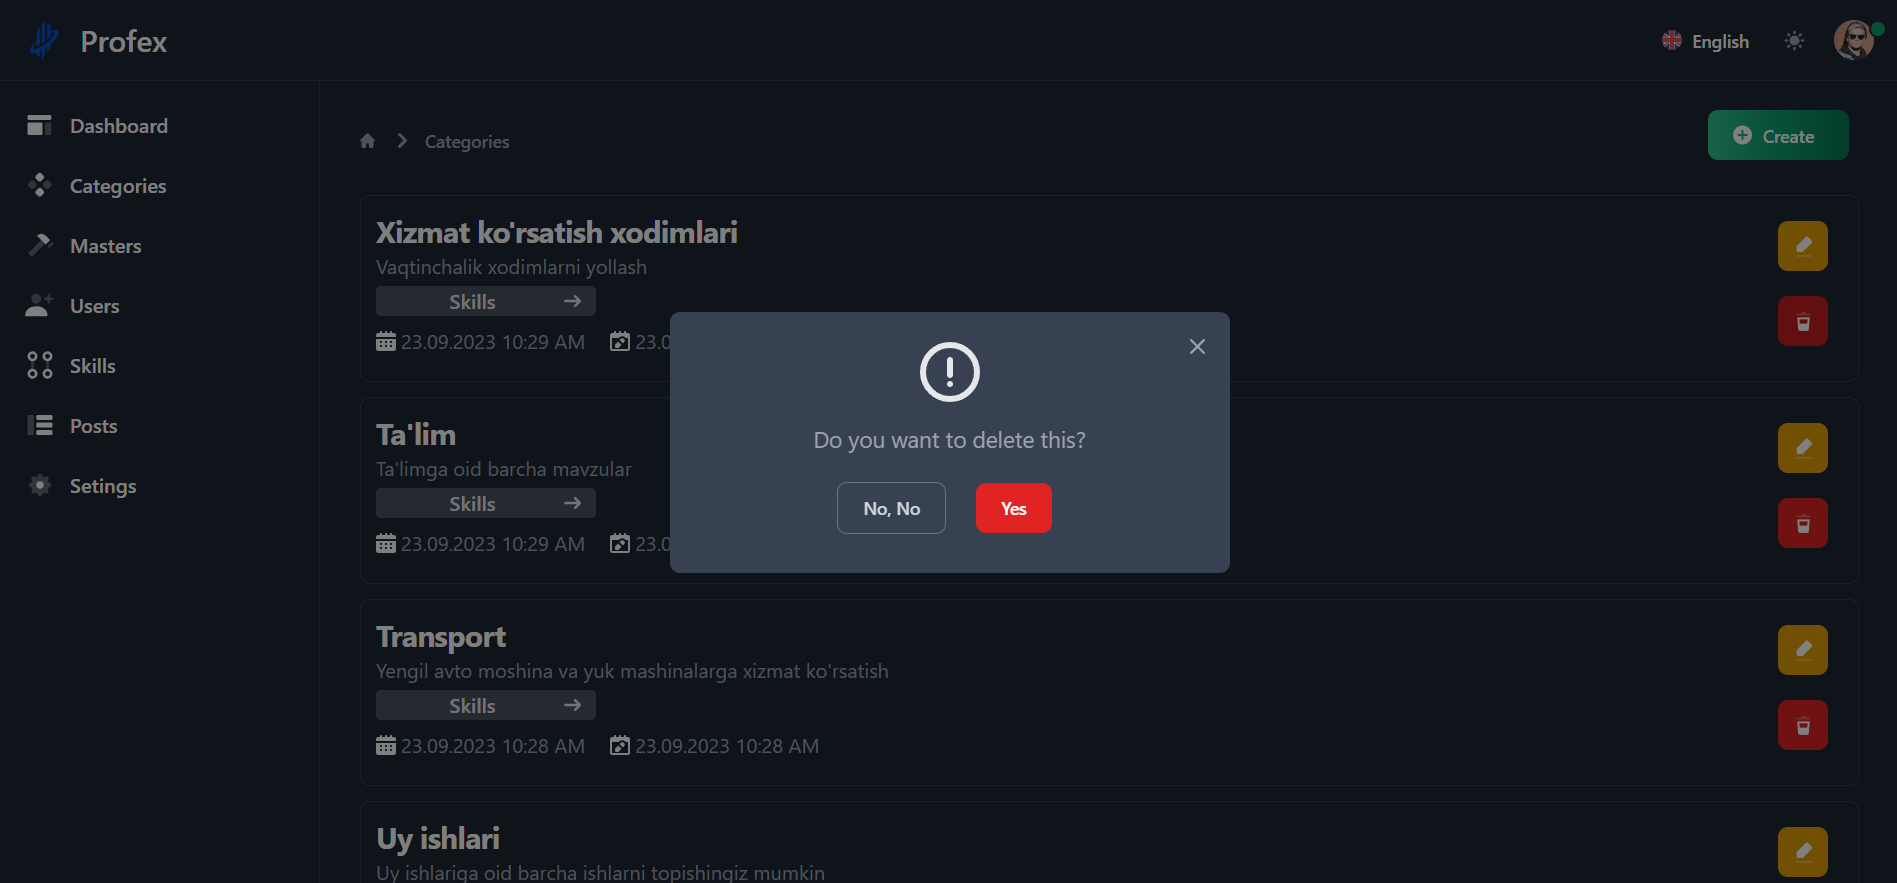 Profex
English
Dashboard
Categories
Masters
Users
Skills
Posts
Setings
Categories
Create
Xizmat ko'rsatish xodimlari
Vaqtinchalik xodimlarni yollash
Skills
23.09.2023 10:29 AM 23.0
Ta'lim
Ta'limga oid barcha mavzular
Skills
23.09.2023 10:29 AM 23.0
Do you want to delete this?
No, No Yes
Transport
Yengil avto moshina va yuk mashinalarga xizmat ko'rsatish
Skills
23.09.2023 10:28 AM 23.09.2023 10:28 AM
Uy ishlari
Uy ishlariga oid barcha ishlarni topishingiz mumkin